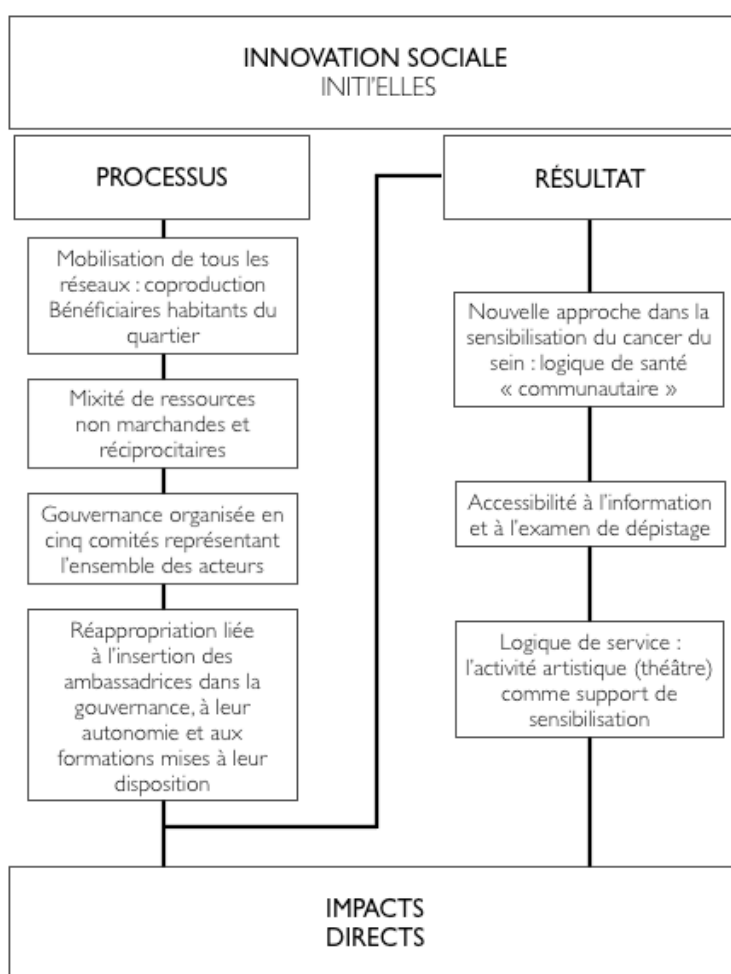 INNOVATION SOCIALE
INITI'ELLES
PROCESSUS
Mobilisation de tous les
réseaux : coproduction
Bénéficiaires habitants du
quartier
Mixité de ressources
non marchandes et
réciprocitaires
Gouvernance organisée en
cinq comités représentant
l'ensemble des acteurs
Réappropriation liée
à l'insertion des
ambassadrices dans la
gouvernance, à leur
autonomie et aux
formations mises à leur
disposition
RÉSULTAT
Nouvelle approche dans la
sensibilisation du cancer du
sein : logique de santé
« communautaire »
Accessibilité à l'information
et à l'examen de dépistage
Logique de service :
l'activité artistique (théâtre)
comme support de
sensibilisation
IMPACTS
DIRECTS